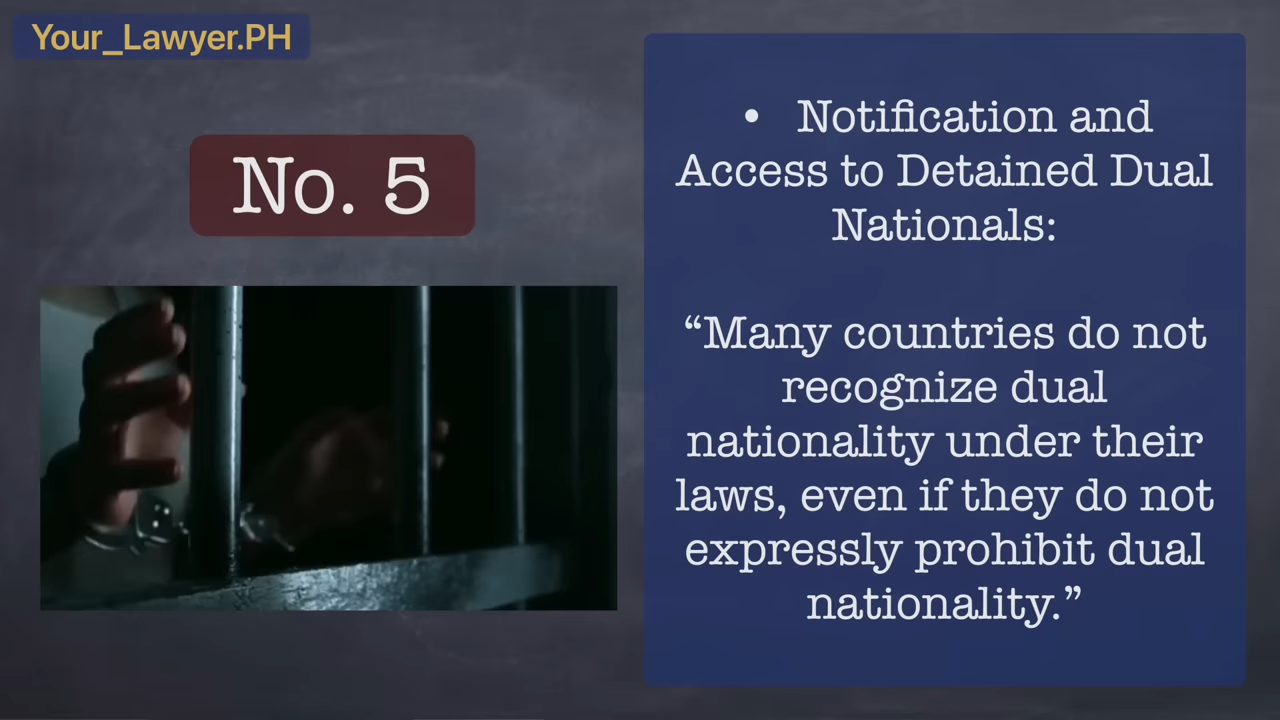 Your_Lawyer.PH
No. 5
• Notification and
Access to Detained Dual
Nationals:
“Many countries do not
recognize dual
nationality under their
laws, even if they do not
expressly prohibit dual
nationality.”